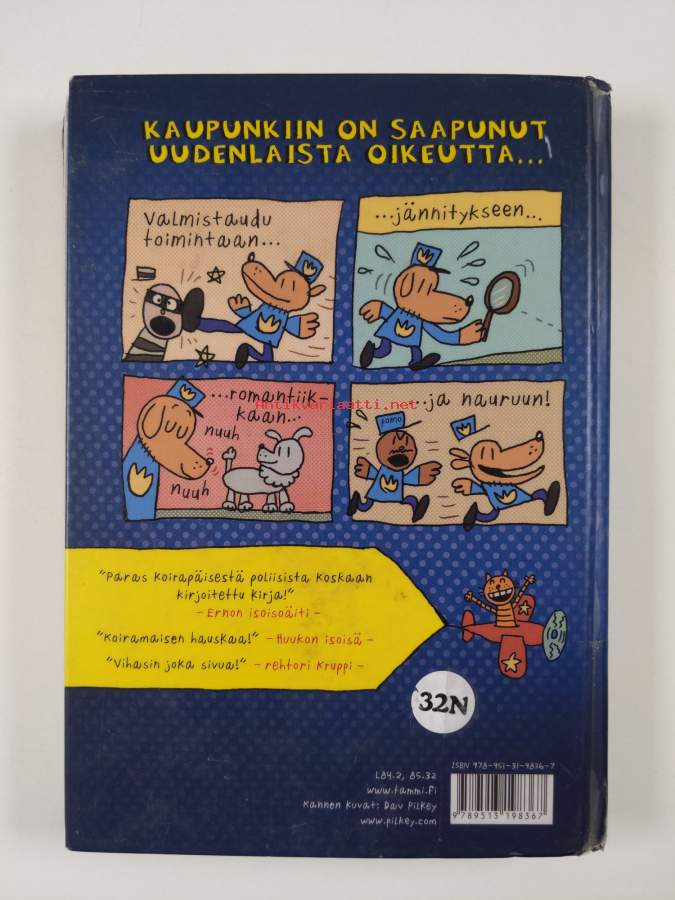 KAUPUNKIIN ON SAAPUNUT
UUDENLAISTA OIKEUTTA...
Valmistaudu
toimintaan...
...jännitykseen...
...romantiik-
kaan...
nuuh
nuuh
...ja nauruun!
pomo
Antikvariaatti.net
"Paras koirapäisestä poliisista koskaan
kirjoitettu kirja!"
– Ernon isoisoäiti –
"Koiramaisen hauskaa!" – Huukon isoisä –
"Vihasin joka sivua!" – rehtori Kruppi –
32N
L84.2, 85.32
www.tammi.fi
Kannen kuvat: Dav Pilkey
www.pilkey.com
ISBN 978-951-31-9836-7
9 789513 198367